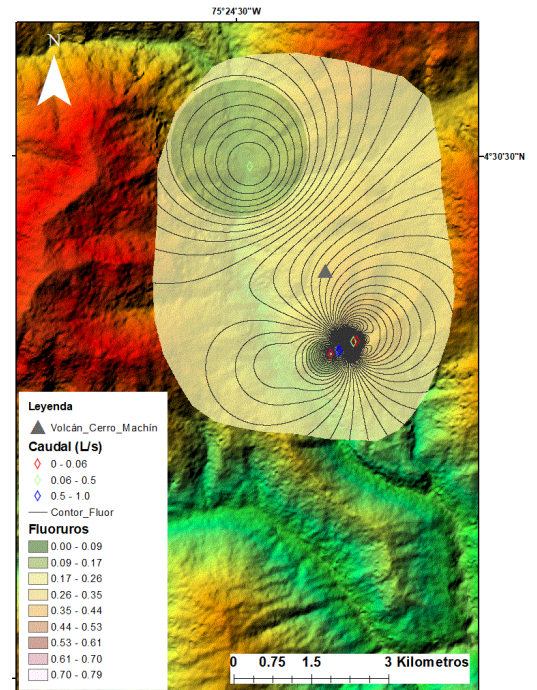 75°24'30"W
N
4°30'30"N
Leyenda
Volcán_Cerro_Machín
Caudal (L/s)
0 - 0.06
0.06 - 0.5
0.5 - 1.0
Contor_Fluor
Fluoruros
0.00 - 0.09
0.09 - 0.17
0.17 - 0.26
0.26 - 0.35
0.35 - 0.44
0.44 - 0.53
0.53 - 0.61
0.61 - 0.70
0.70 - 0.79
0 0.75 1.5 3 Kilometros